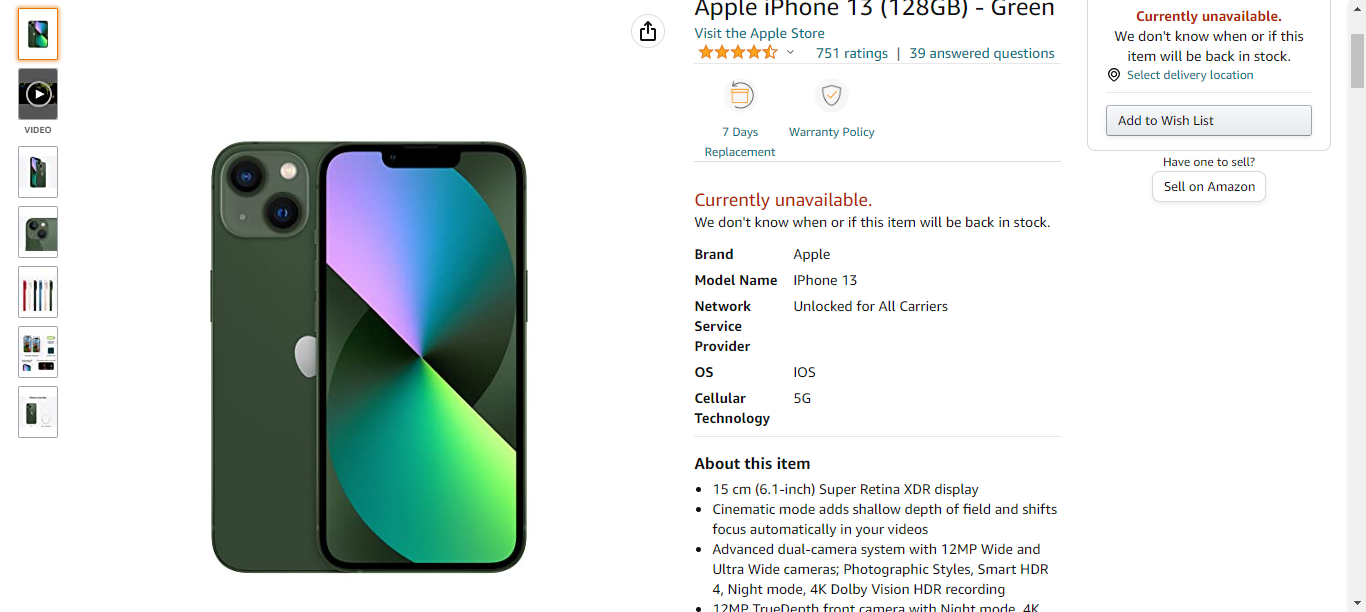 VIDEO
Apple iPhone 13 (128GB) - Green
Visit the Apple Store
751 ratings | 39 answered questions
7 Days
Replacement
Warranty Policy
Currently unavailable.
We don't know when or if this item will be back in stock.
Brand Apple
Model Name IPhone 13
Network Unlocked for All Carriers
Service
Provider
OS IOS
Cellular 5G
Technology
About this item
15 cm (6.1-inch) Super Retina XDR display
Cinematic mode adds shallow depth of field and shifts
focus automatically in your videos
Advanced dual-camera system with 12MP Wide and
Ultra Wide cameras; Photographic Styles, Smart HDR
4, Night mode, 4K Dolby Vision HDR recording
12MP TrueDepth front camera with Night mode, 4K
Currently unavailable.
We don't know when or if this
item will be back in stock.
Select delivery location
Add to Wish List
Have one to sell?
Sell on Amazon